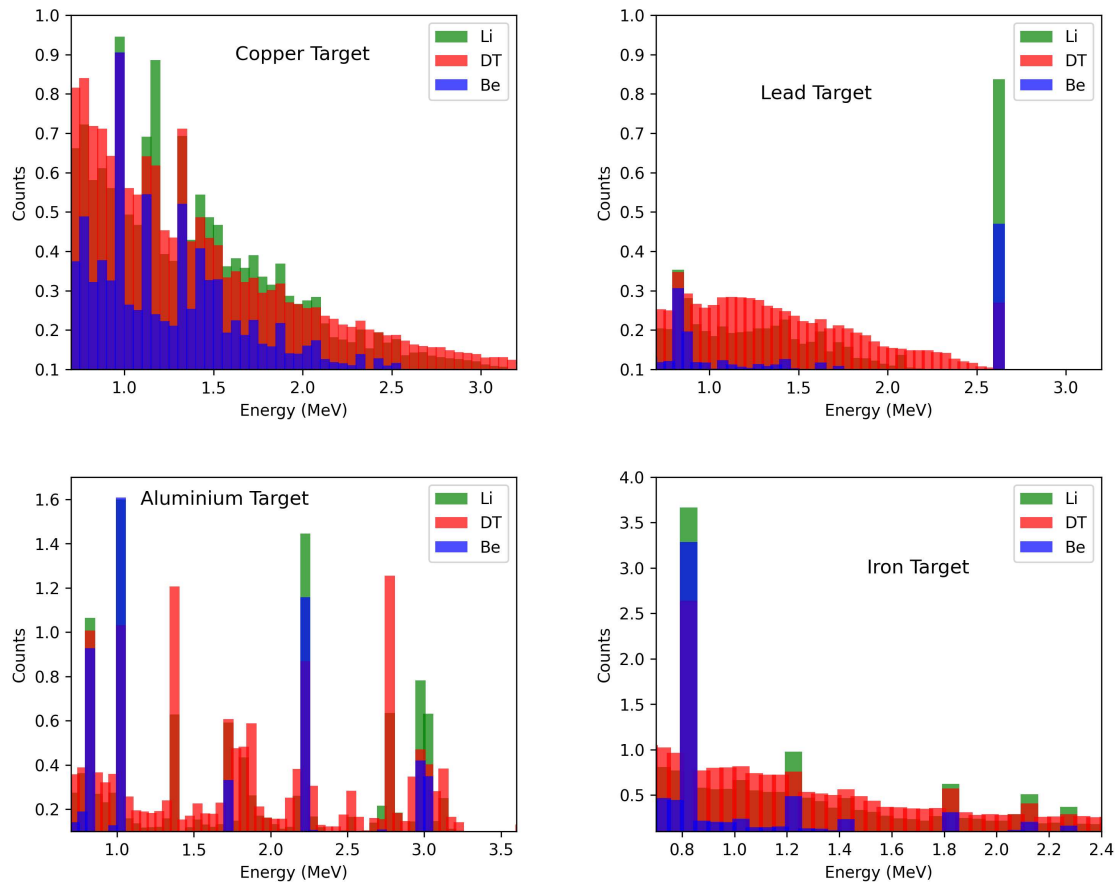 Copper Target
Li
DT
Be
1.0
0.9
0.8
0.7
0.6
0.5
0.4
0.3
0.2
0.1
Counts
1.0 1.5 2.0 2.5 3.0
Energy (MeV)
Lead Target
Li
DT
Be
1.0
0.9
0.8
0.7
0.6
0.5
0.4
0.3
0.2
0.1
Counts
1.0 1.5 2.0 2.5 3.0
Energy (MeV)
Aluminium Target
Li
DT
Be
1.6
1.4
1.2
1.0
0.8
0.6
0.4
0.2
Counts
1.0 1.5 2.0 2.5 3.0 3.5
Energy (MeV)
Iron Target
Li
DT
Be
4.0
3.5
3.0
2.5
2.0
1.5
1.0
0.5
Counts
0.8 1.0 1.2 1.4 1.6 1.8 2.0 2.2 2.4
Energy (MeV)